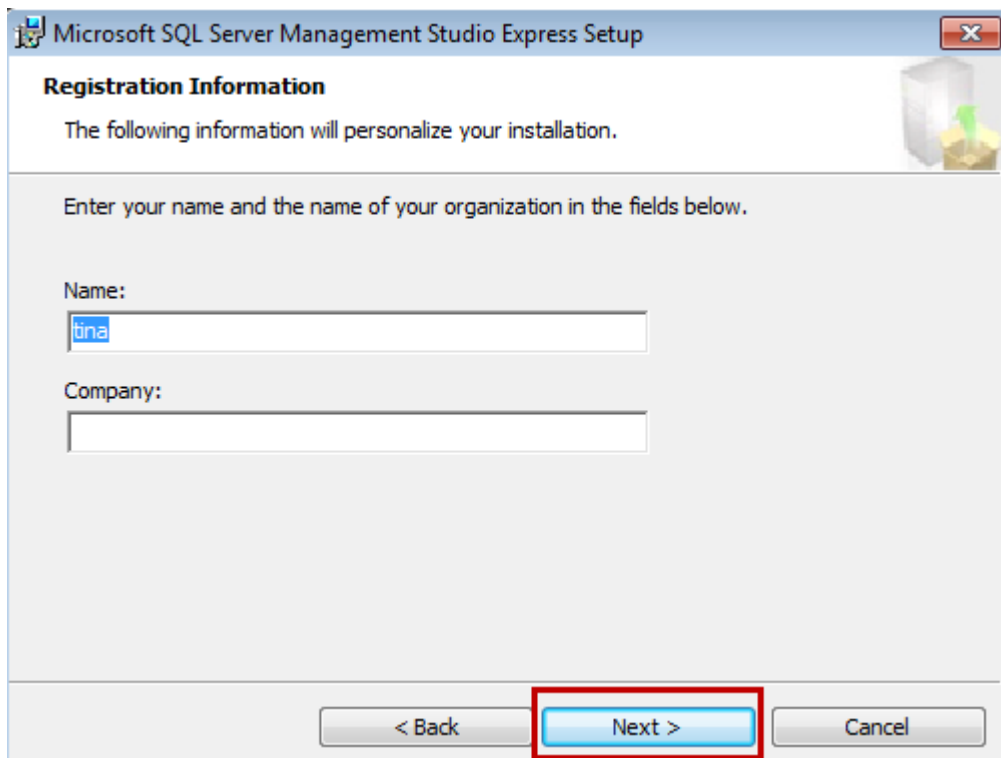 Microsoft SQL Server Management Studio Express Setup
Registration Information
The following information will personalize your installation.
Enter your name and the name of your organization in the fields below.
Name:
tina
Company:
< Back Next > Cancel